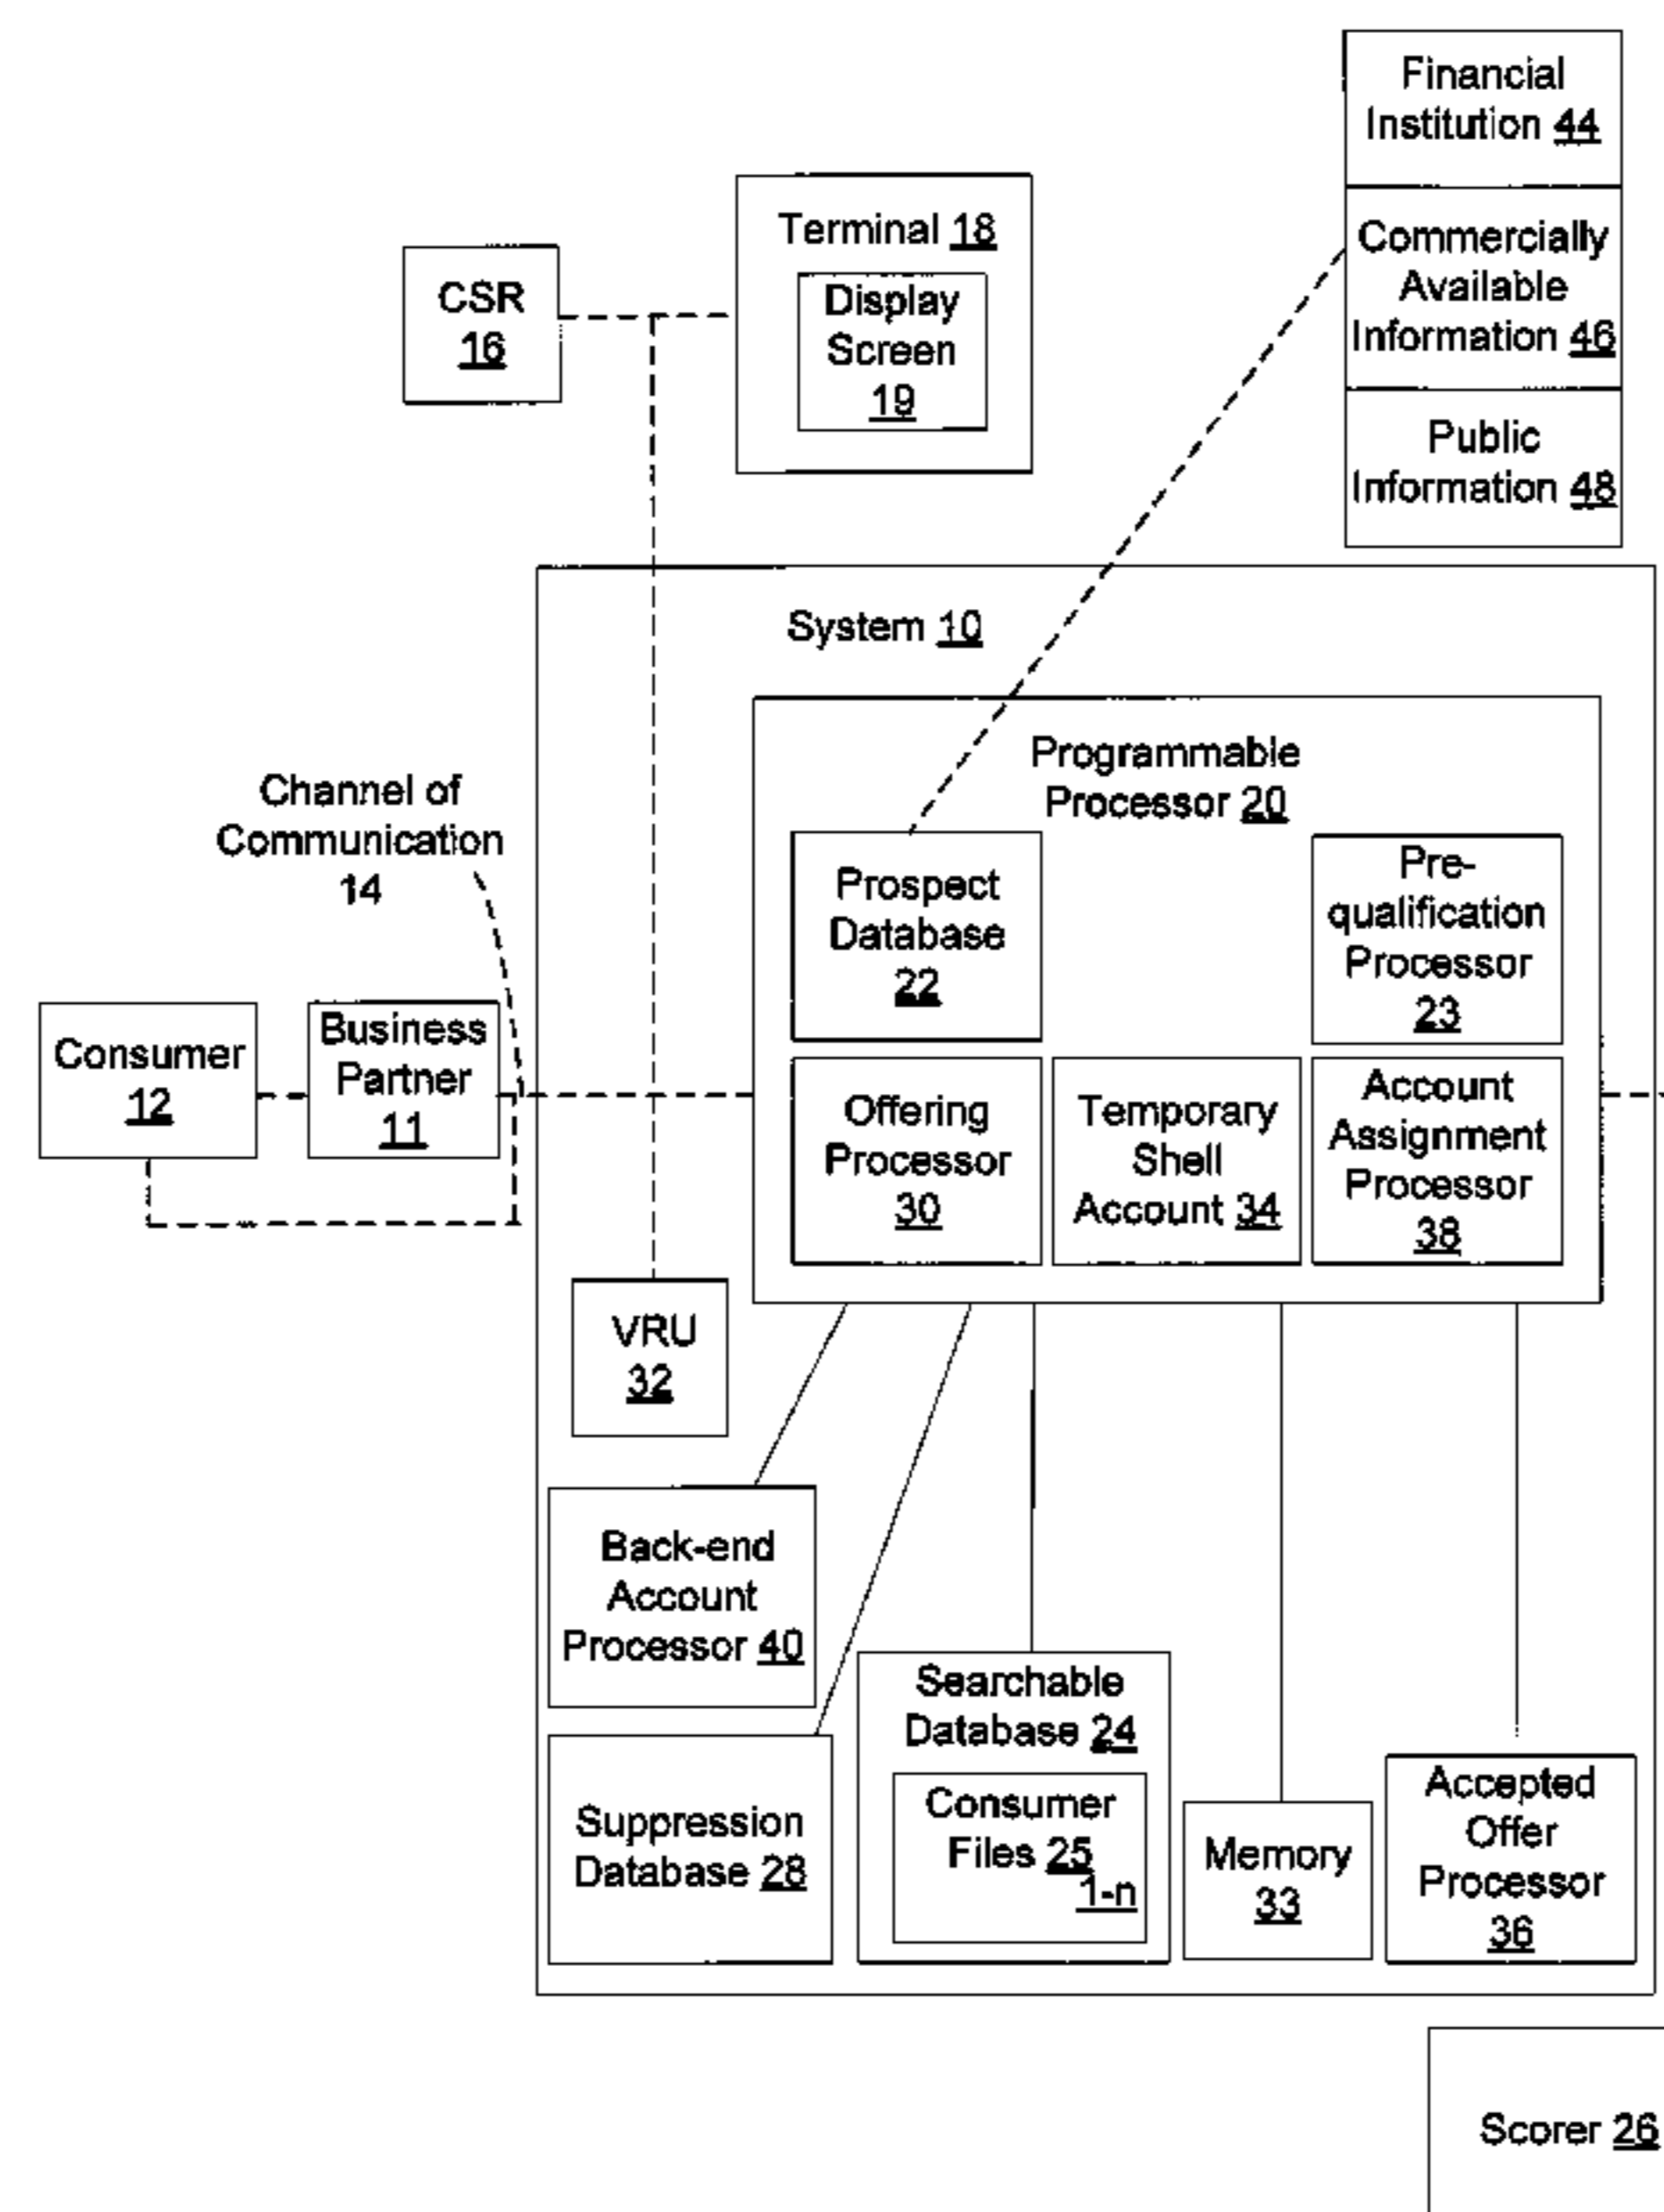 Financial
Institution 44
Commercially
Available
Information 46
Public
Information 48
Terminal 18
Display
Screen
19
CSR
16
System 10
Programmable
Processor 20
Channel of
Communication
14
Prospect
Database
22
Pre-
qualification
Processor
23
Consumer
12
Business
Partner
11
Offering
Processor
30
Temporary
Shell
Account 34
Account
Assignment
Processor
38
VRU
32
Back-end
Account
Processor 40
Suppression
Database 28
Searchable
Database 24
Consumer
Files 25
1-n
Memory
33
Accepted
Offer
Processor
36
Scorer 26